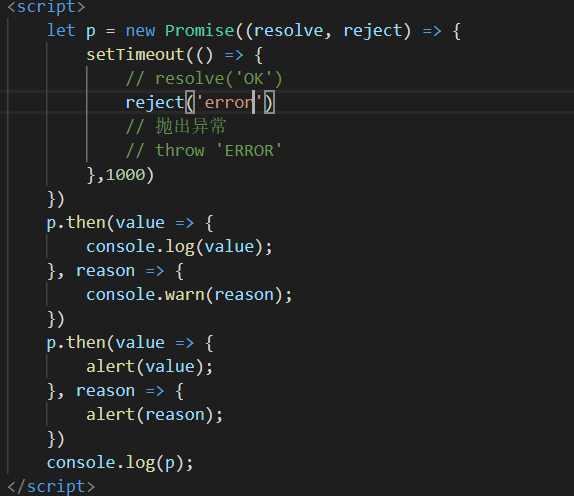 <script>
let p = new Promise((resolve, reject) => {
setTimeout(() => {
// resolve('OK')
reject('error')
// 抛出异常
// throw 'ERROR'
},1000)
})
p.then(value => {
console.log(value);
}, reason => {
console.warn(reason);
})
p.then(value => {
alert(value);
}, reason => {
alert(reason);
})
console.log(p);
</script>